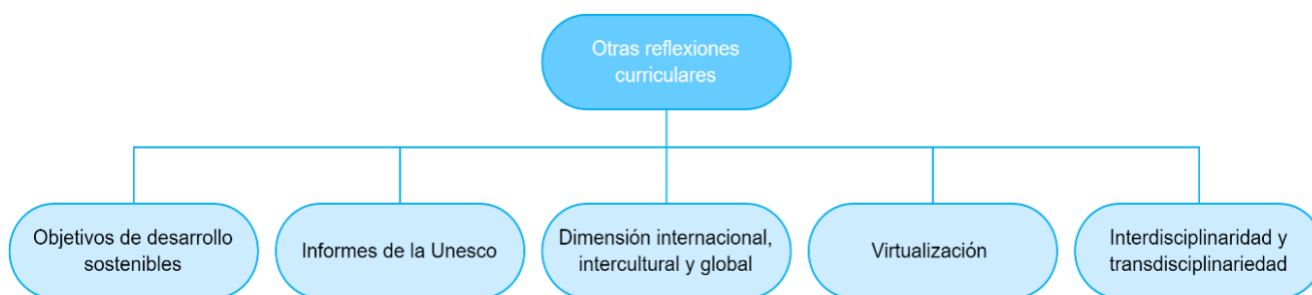 Otras reflexiones
curriculares
Objetivos de desarrollo
sostenibles
Informes de la Unesco
Dimensión internacional,
intercultural y global
Virtualización
Interdisciplinaridad y
transdisciplinariedad